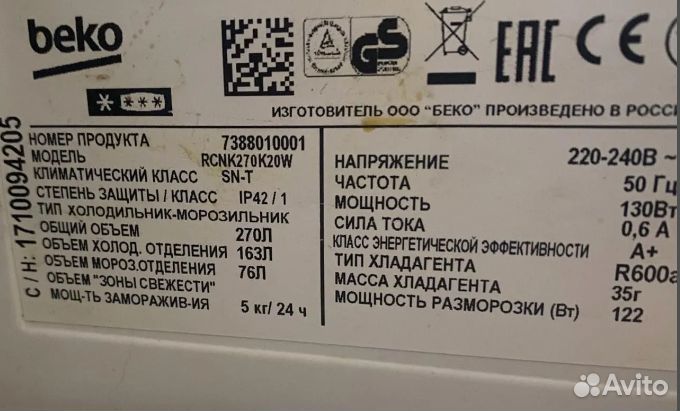 beko
GS
EAC
CE
ИЗГОТОВИТЕЛЬ ООО "БЕКО" ПРОИЗВЕДЕНО В РОССИ
С / Н: 1710094205
НОМЕР ПРОДУКТА 7388010001
МОДЕЛЬ RCNK270K20W
КЛИМАТИЧЕСКИЙ КЛАСС SN-T
СТЕПЕНЬ ЗАЩИТЫ / КЛАСС IP42 / 1
ТИП ХОЛОДИЛЬНИК-МОРОЗИЛЬНИК
ОБЩИЙ ОБЪЕМ 270Л
ОБЪЕМ ХОЛОД. ОТДЕЛЕНИЯ 163Л
ОБЪЕМ МОРОЗ.ОТДЕЛЕНИЯ 76Л
ОБЪЕМ "ЗОНЫ СВЕЖЕСТИ"
МОЩ-ТЬ ЗАМОРАЖИВ-ИЯ 5 кг/ 24 ч
НАПРЯЖЕНИЕ 220-240В ~
ЧАСТОТА 50 Гц
МОЩНОСТЬ 130Вт
СИЛА ТОКА 0,6 А
КЛАСС ЭНЕРГЕТИЧЕСКОЙ ЭФФЕКТИВНОСТИ А+
ТИП ХЛАДАГЕНТА R600a
МАССА ХЛАДАГЕНТА 35г
МОЩНОСТЬ РАЗМОРОЗКИ (Вт) 122
Avito